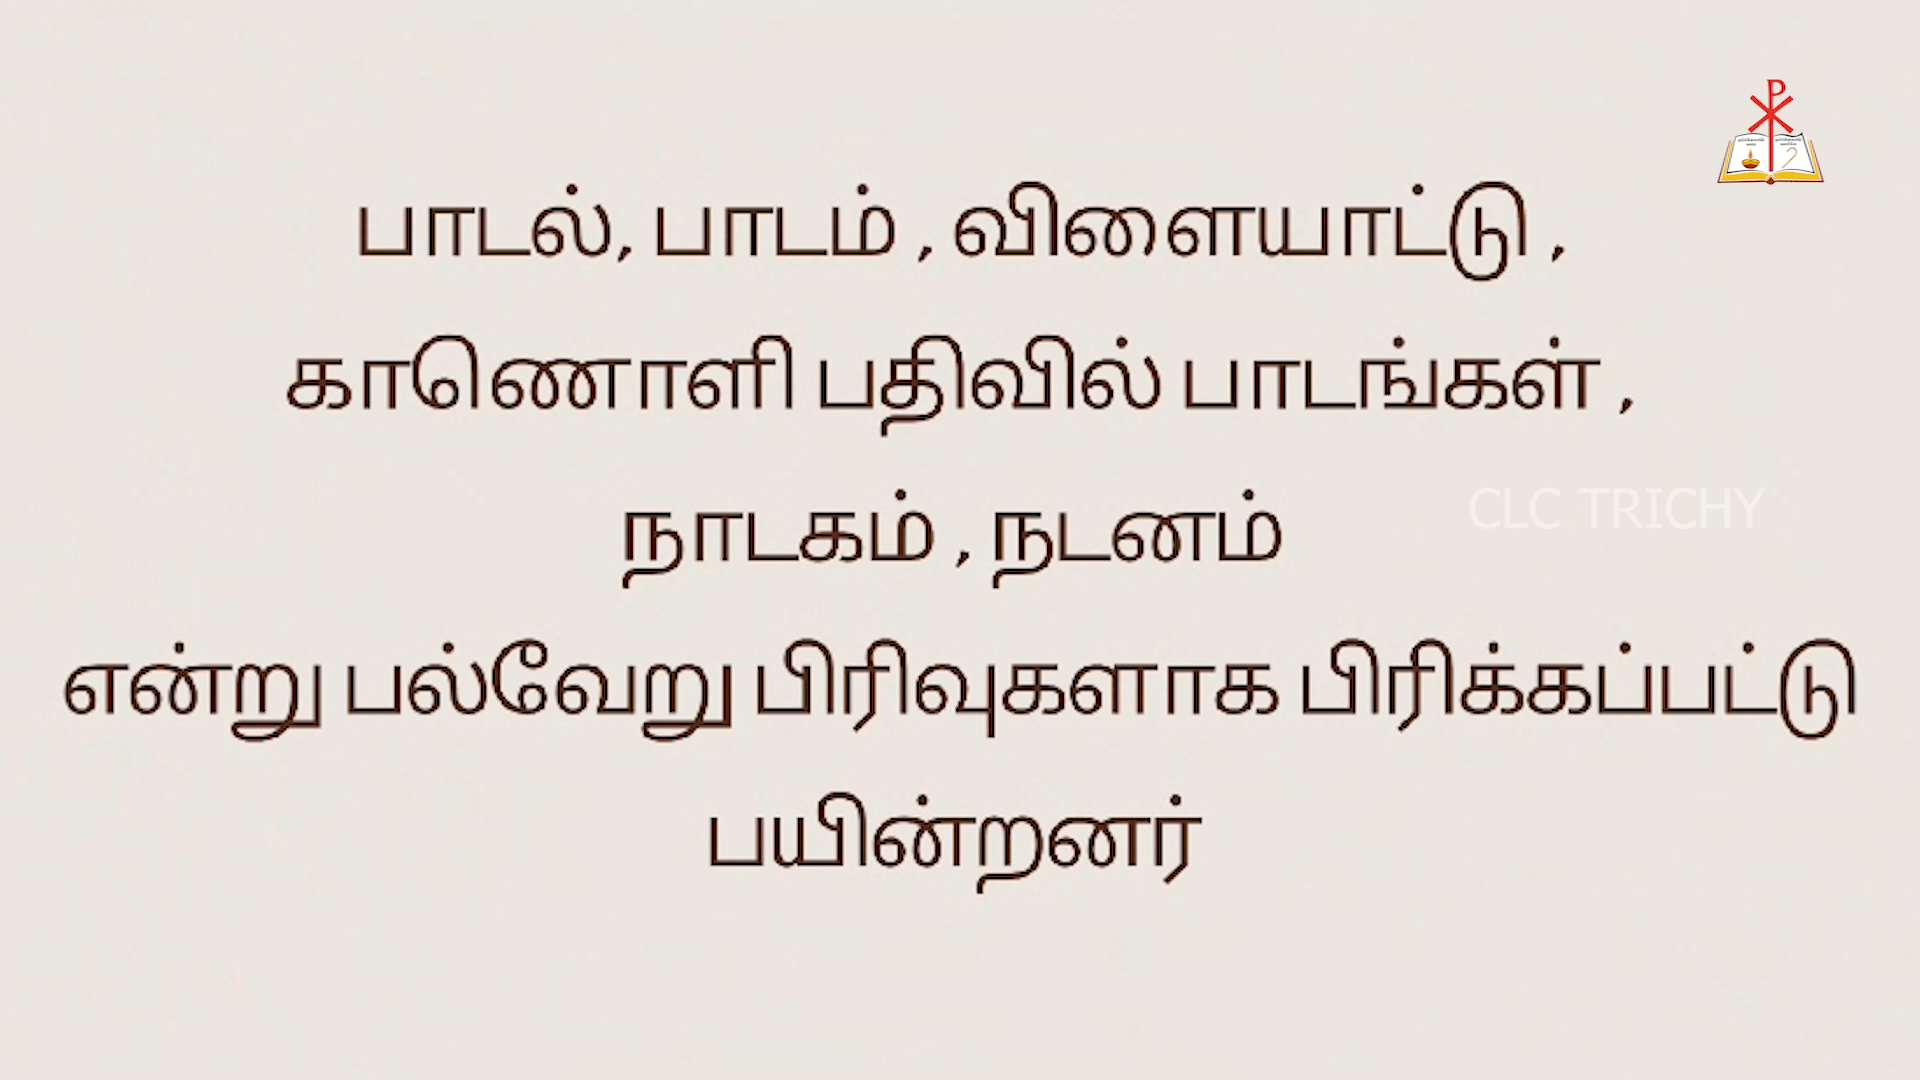 பாடல், பாடம் , விளையாட்டு ,
காணொளி பதிவில் பாடங்கள் ,
நாடகம் , நடனம்
CLC TRICHY
என்று பல்வேறு பிரிவுகளாக பிரிக்கப்பட்டு
பயின்றனர்